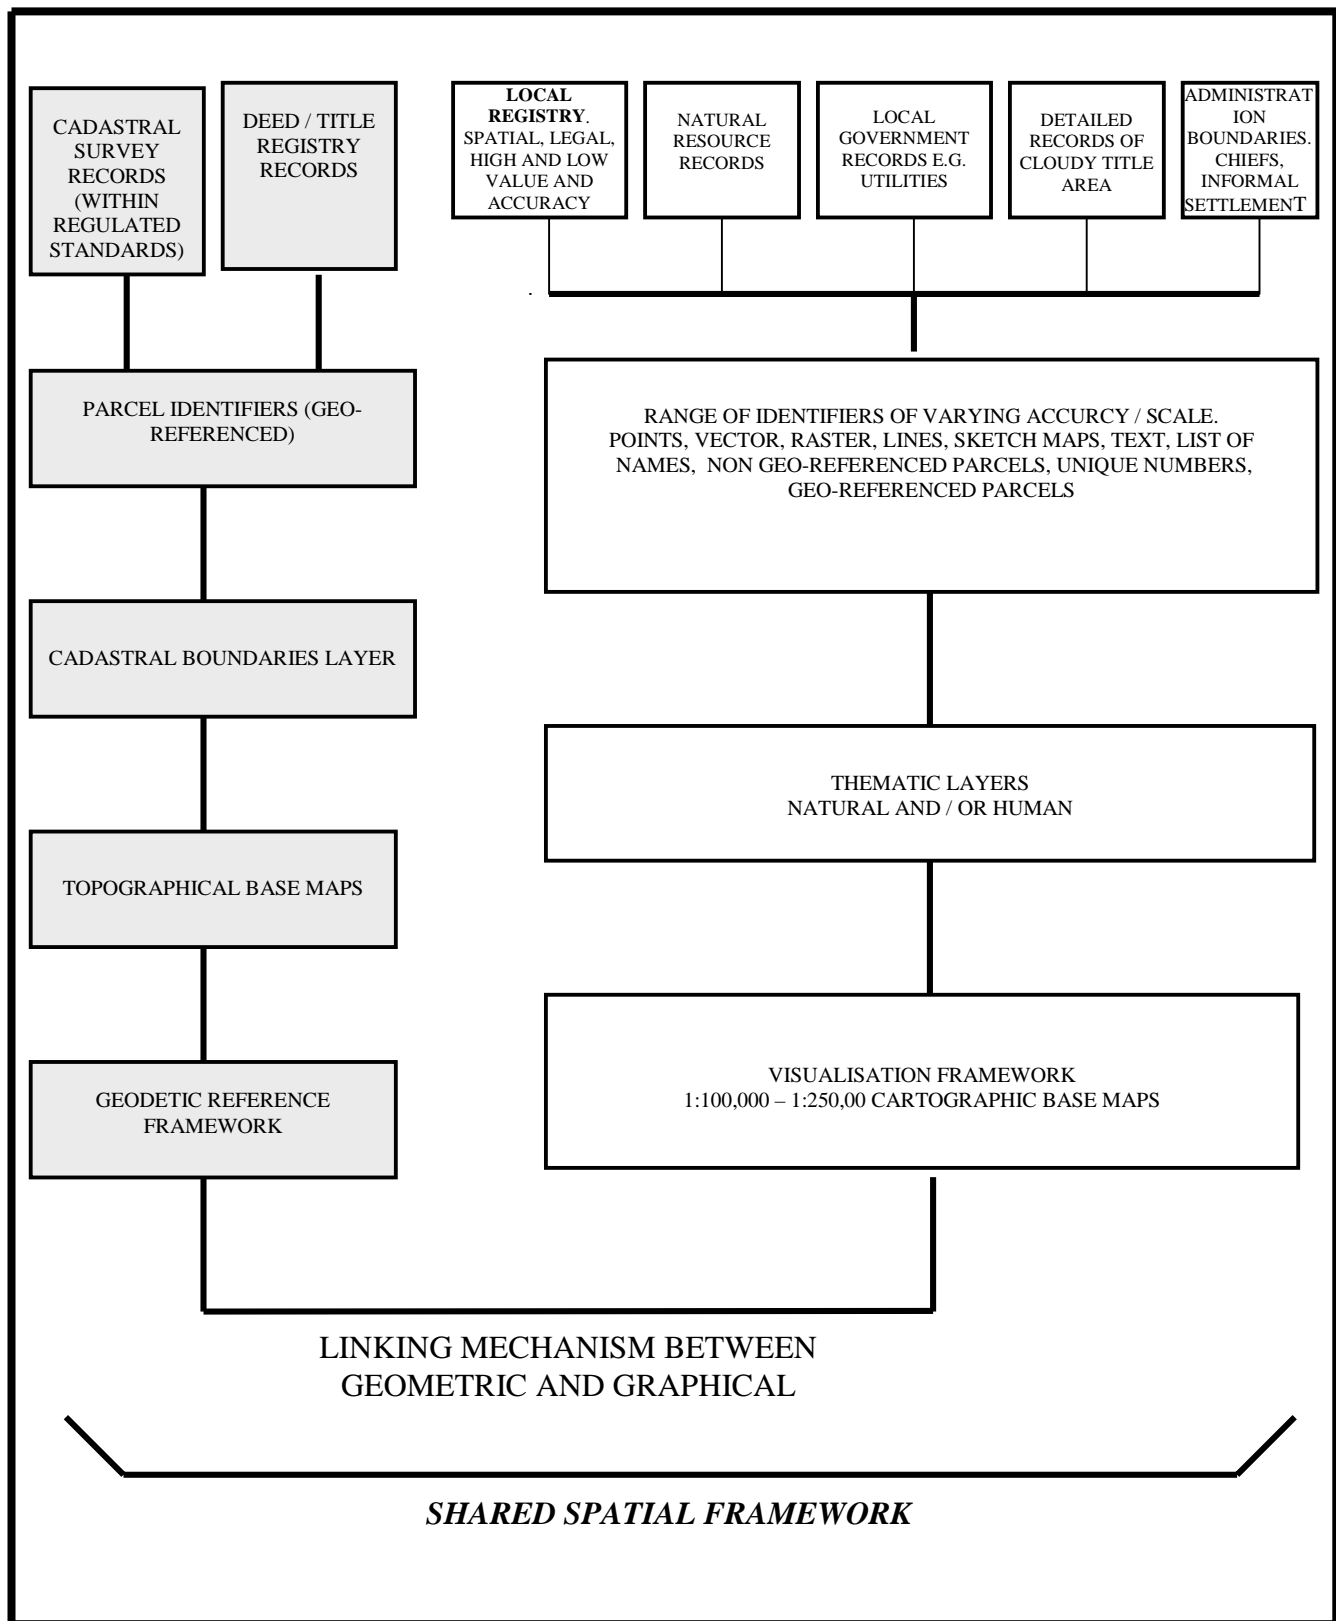 CADASTRAL
SURVEY
RECORDS
(WITHIN
REGULATED
STANDARDS)
DEED / TITLE
REGISTRY
RECORDS
LOCAL
REGISTRY.
SPATIAL, LEGAL,
HIGH AND LOW
VALUE AND
ACCURACY
NATURAL
RESOURCE
RECORDS
LOCAL
GOVERNMENT
RECORDS E.G.
UTILITIES
DETAILED
RECORDS OF
CLOUDY TITLE
AREA
ADMINISTRAT
ION
BOUNDARIES.
CHIEFS,
INFORMAL
SETTLEMENT
PARCEL IDENTIFIERS (GEO-
REFERENCED)
RANGE OF IDENTIFIERS OF VARYING ACCURCY / SCALE.
POINTS, VECTOR, RASTER, LINES, SKETCH MAPS, TEXT, LIST OF
NAMES, NON GEO-REFERENCED PARCELS, UNIQUE NUMBERS,
GEO-REFERENCED PARCELS
CADASTRAL BOUNDARIES LAYER
THEMATIC LAYERS
NATURAL AND / OR HUMAN
TOPOGRAPHICAL BASE MAPS
VISUALISATION FRAMEWORK
1:100,000 – 1:250,00 CARTOGRAPHIC BASE MAPS
GEODETIC REFERENCE
FRAMEWORK
LINKING MECHANISM BETWEEN
GEOMETRIC AND GRAPHICAL
SHARED SPATIAL FRAMEWORK